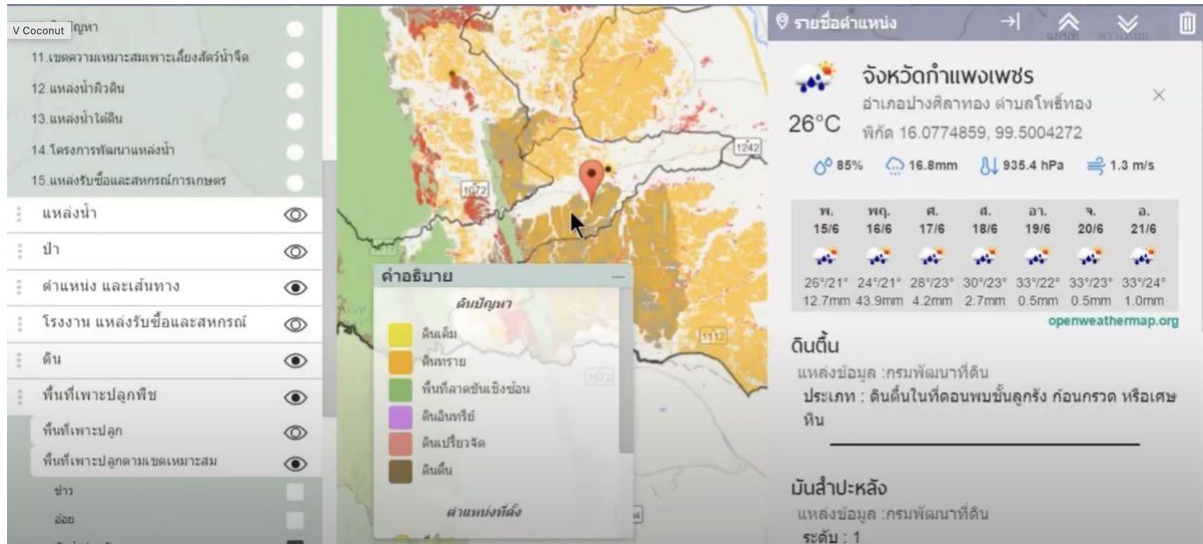 V Coconut
ปัญหา
11.เขตความเหมาะสมเพาะเลี้ยงสัตว์น้ำจืด
12.แหล่งน้ำผิวดิน
13.แหล่งน้ำใต้ดิน
14.โครงการพัฒนาแหล่งน้ำ
15.แหล่งรับซื้อและสหกรณ์การเกษตร
แหล่งน้ำ
ป่า
ตำแหน่ง และเส้นทาง
โรงงาน แหล่งรับซื้อและสหกรณ์
ดิน
พื้นที่เพาะปลูกพืช
พื้นที่เพาะปลูก
พื้นที่เพาะปลูกตามเขตเหมาะสม
ข้าว
อ้อย
1242
1072
1112
1072
คำอธิบาย
ดินปัญหา
ดินเค็ม
ดินทราย
พื้นที่ลาดชันเชิงซ้อน
ดินอินทรีย์
ดินเปรี้ยวจัด
ดินตื้น
ตำแหน่งที่ตั้ง
รายชื่อตำแหน่ง
จังหวัดกำแพงเพชร
อำเภอปางศิลาทอง ตำบลโพธิ์ทอง
26°C
พิกัด 16.0774859, 99.5004272
85% 16.8mm 935.4 hPa 1.3 m/s
พ. พฤ. ศ. ส. อา. จ. อ.
15/6 16/6 17/6 18/6 19/6 20/6 21/6
26°/21° 24°/21° 28°/23° 30°/23° 33°/22° 33°/23° 33°/24°
12.7mm 43.9mm 4.2mm 2.7mm 0.5mm 0.5mm 1.0mm
openweathermap.org
ดินตื้น
แหล่งข้อมูล :กรมพัฒนาที่ดิน
ประเภท : ดินตื้นในที่ดอนพบชั้นลูกรัง ก้อนกรวด หรือเศษ
หิน
มันสำปะหลัง
แหล่งข้อมูล :กรมพัฒนาที่ดิน
ระดับ : 1